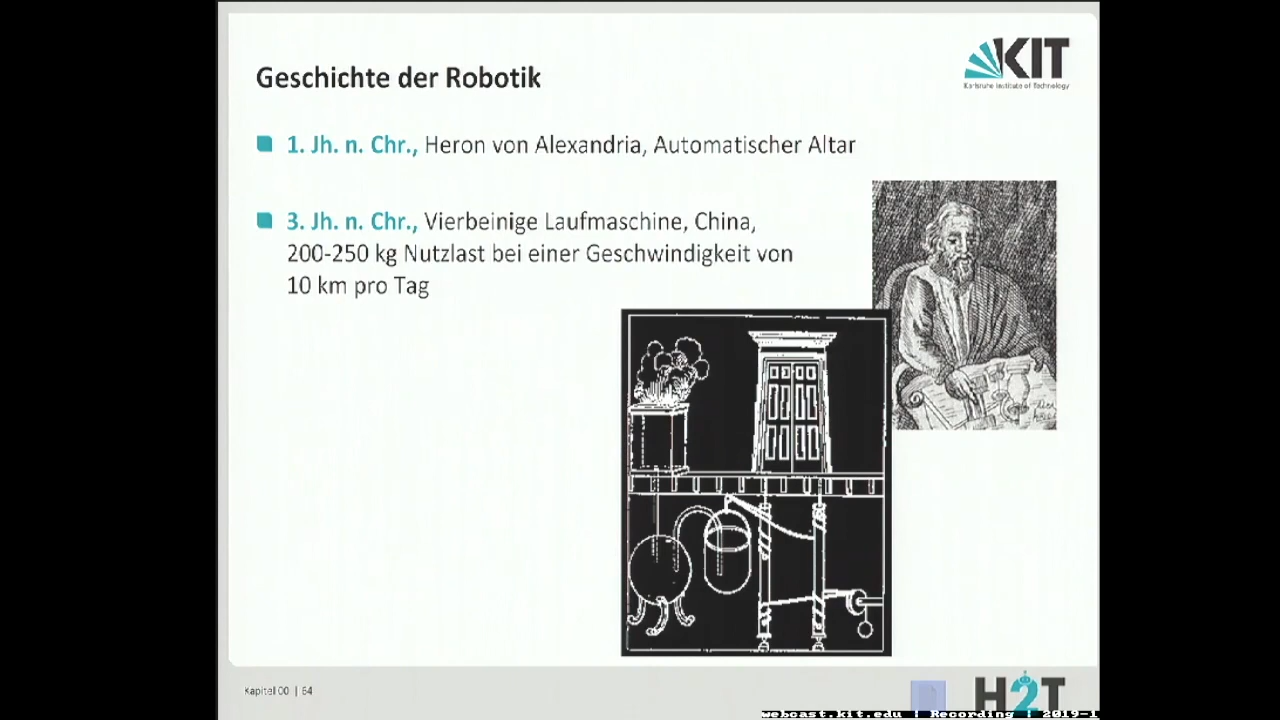 Geschichte der Robotik
KIT
Karlsruhe Institute of Technology
1. Jh. n. Chr., Heron von Alexandria, Automatischer Altar
3. Jh. n. Chr., Vierbeinige Laufmaschine, China,
200-250 kg Nutzlast bei einer Geschwindigkeit von
10 km pro Tag
Kapitel 00 | 64
H2T
webcast.kit.edu | Recording | 2019-1